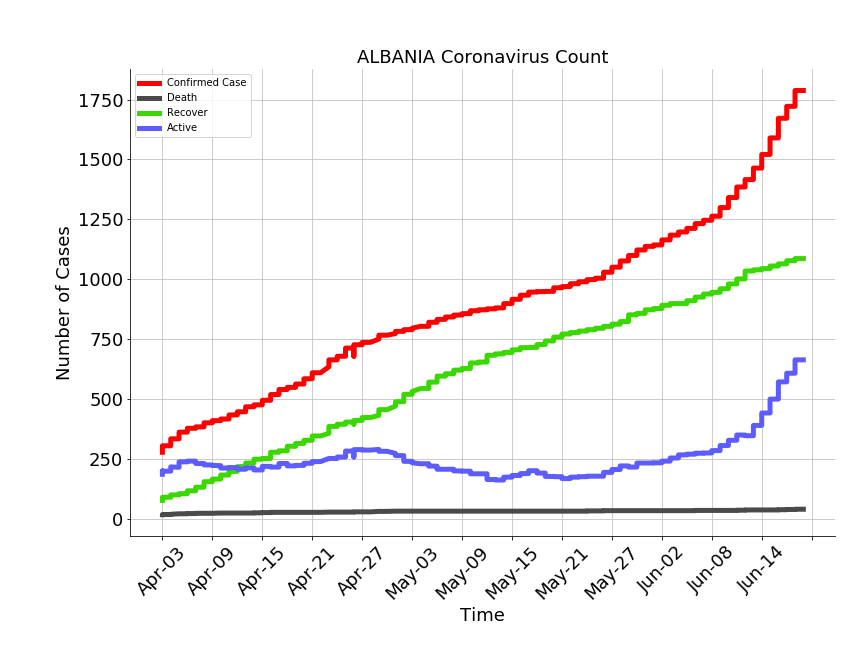 ALBANIA Coronavirus Count
Confirmed Case
Death
Recover
Active
Number of Cases
1750
1500
1250
1000
750
500
250
0
Apr-03
Apr-09
Apr-15
Apr-21
Apr-27
May-03
May-09
May-15
May-21
May-27
Jun-02
Jun-08
Jun-14
Time